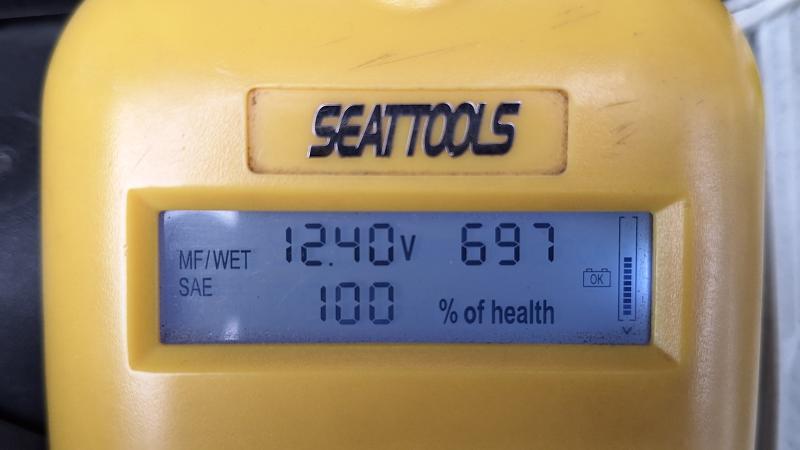 SEATTOOLS
MF/WET 12.40V 697
SAE 100 % of health
OK